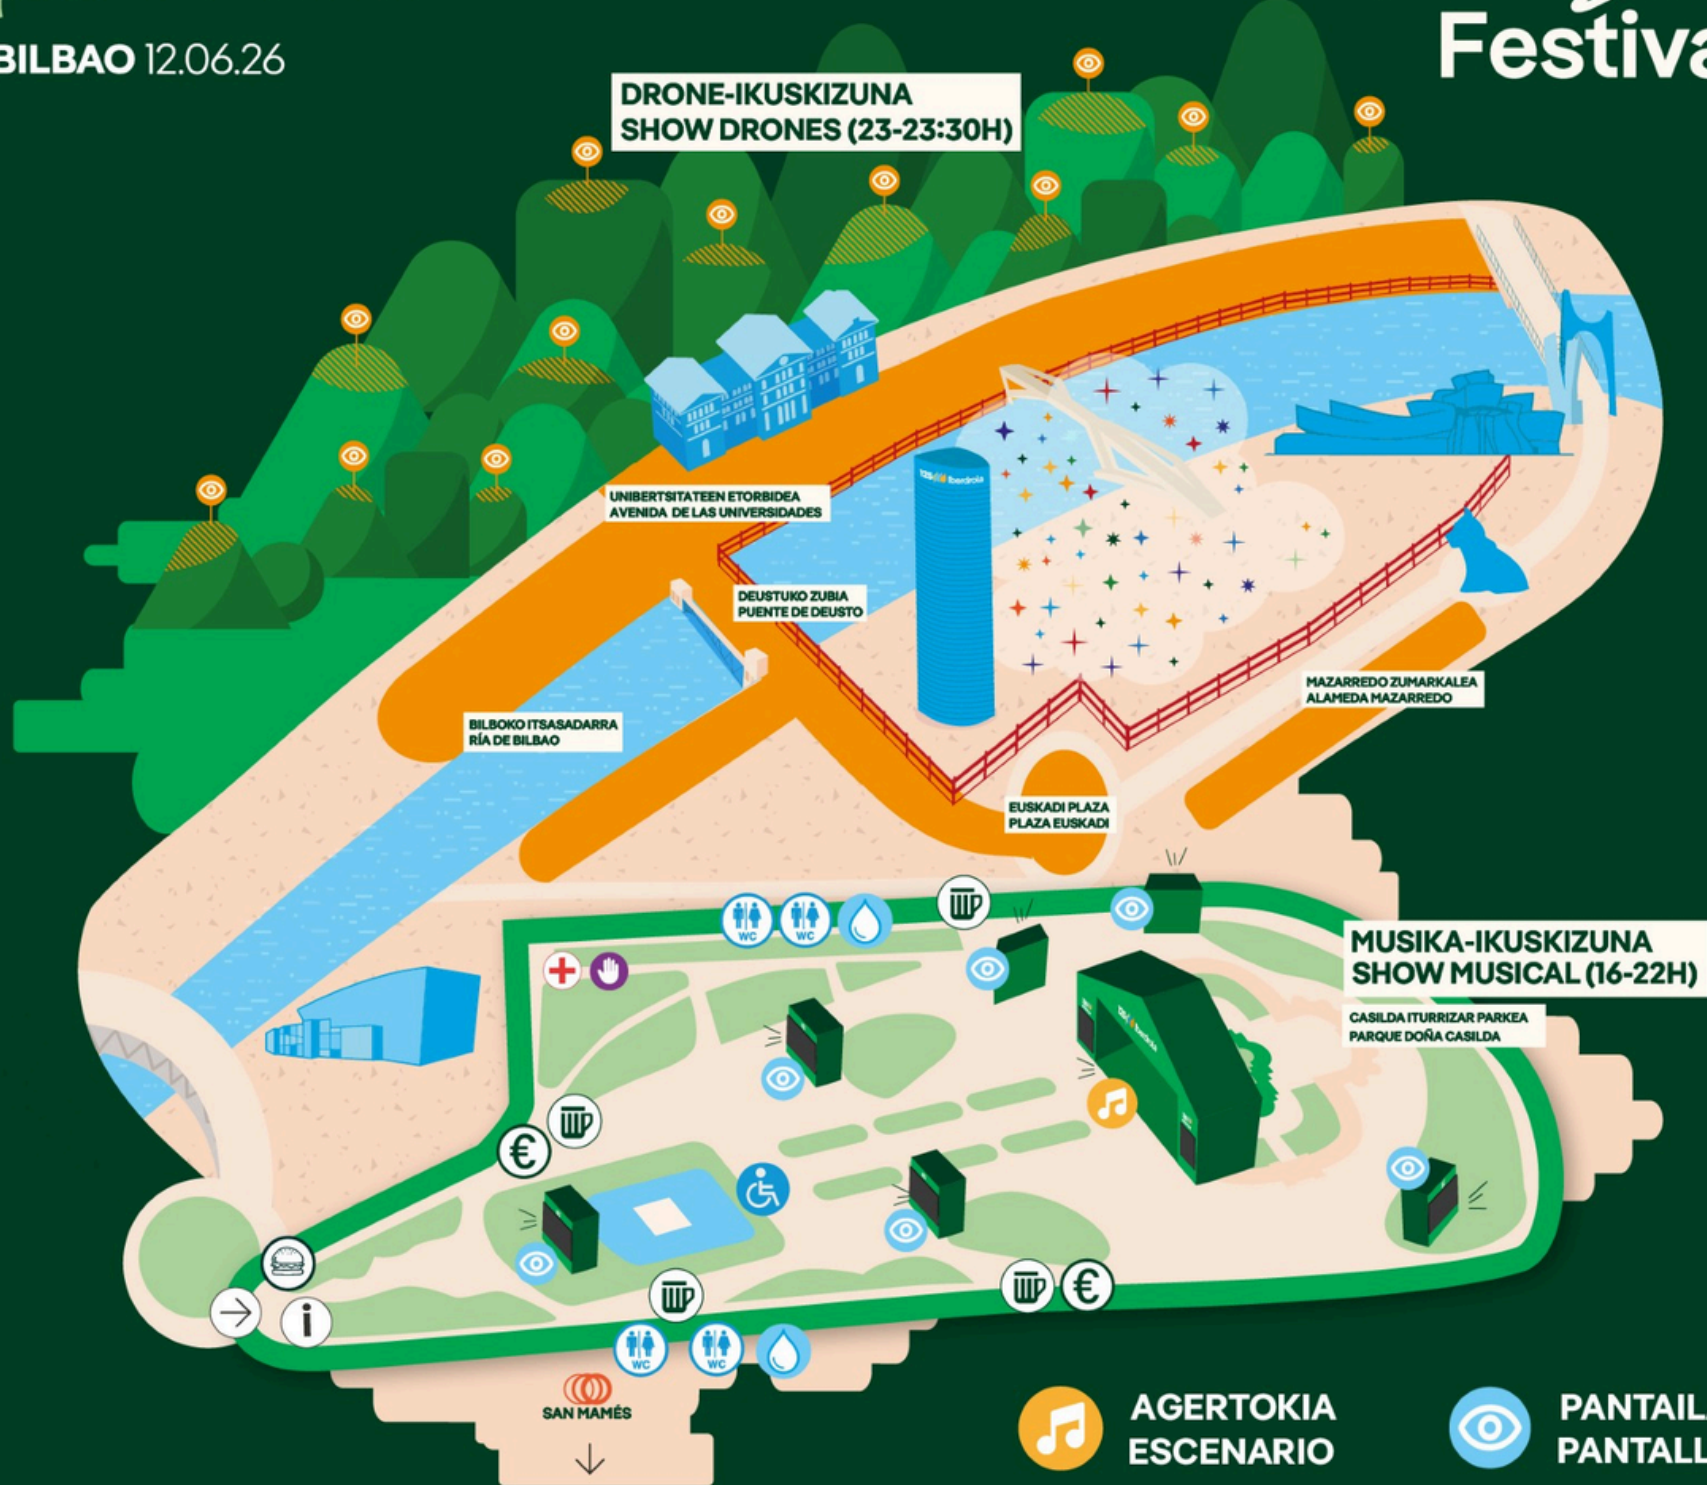 BILBAO 12.06.26
Festiva
DRONE-IKUSKIZUNA
SHOW DRONES (23-23:30H)
Iberdrola
UNIBERTSITATEEN ETORBIDEA
AVENIDA DE LAS UNIVERSIDADES
DEUSTUKO ZUBIA
PUENTE DE DEUSTO
MAZARREDO ZUMARKALEA
ALAMEDA MAZARREDO
BILBOKO ITSASADARRA
RÍA DE BILBAO
EUSKADI PLAZA
PLAZA EUSKADI
WC
WC
MUSIKA-IKUSKIZUNA
SHOW MUSICAL (16-22H)
CASILDA ITURRIZAR PARKEA
PARQUE DOÑA CASILDA
Iberdrola
€
€
i
WC
WC
SAN MAMÉS
AGERTOKIA
ESCENARIO
PANTAIL
PANTALL